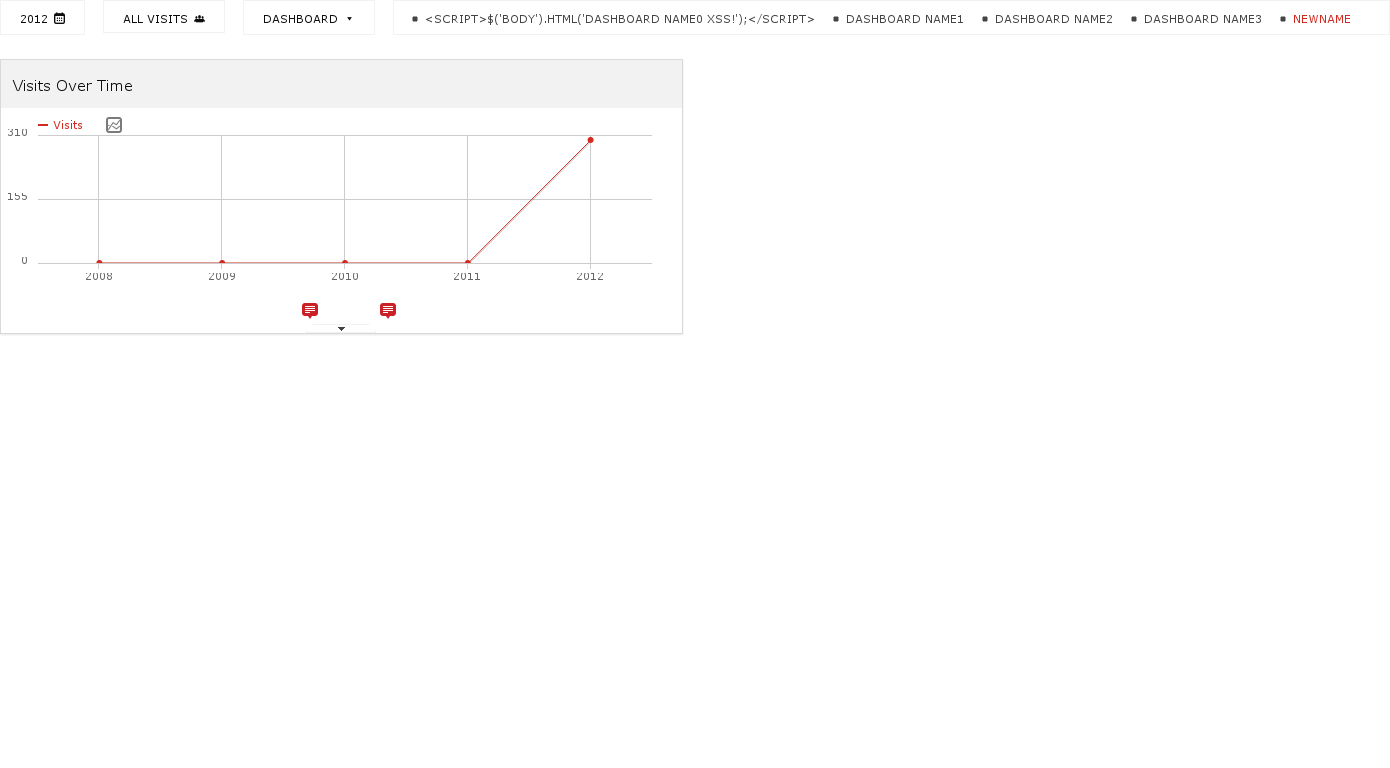 2012 ALL VISITS DASHBOARD <SCRIPT>$('BODY').HTML('DASHBOARD NAME0 XSS!');</SCRIPT> DASHBOARD NAME1 DASHBOARD NAME2 DASHBOARD NAME3 NEWNAME
Visits Over Time
Visits
310
155
0
2008 2009 2010 2011 2012